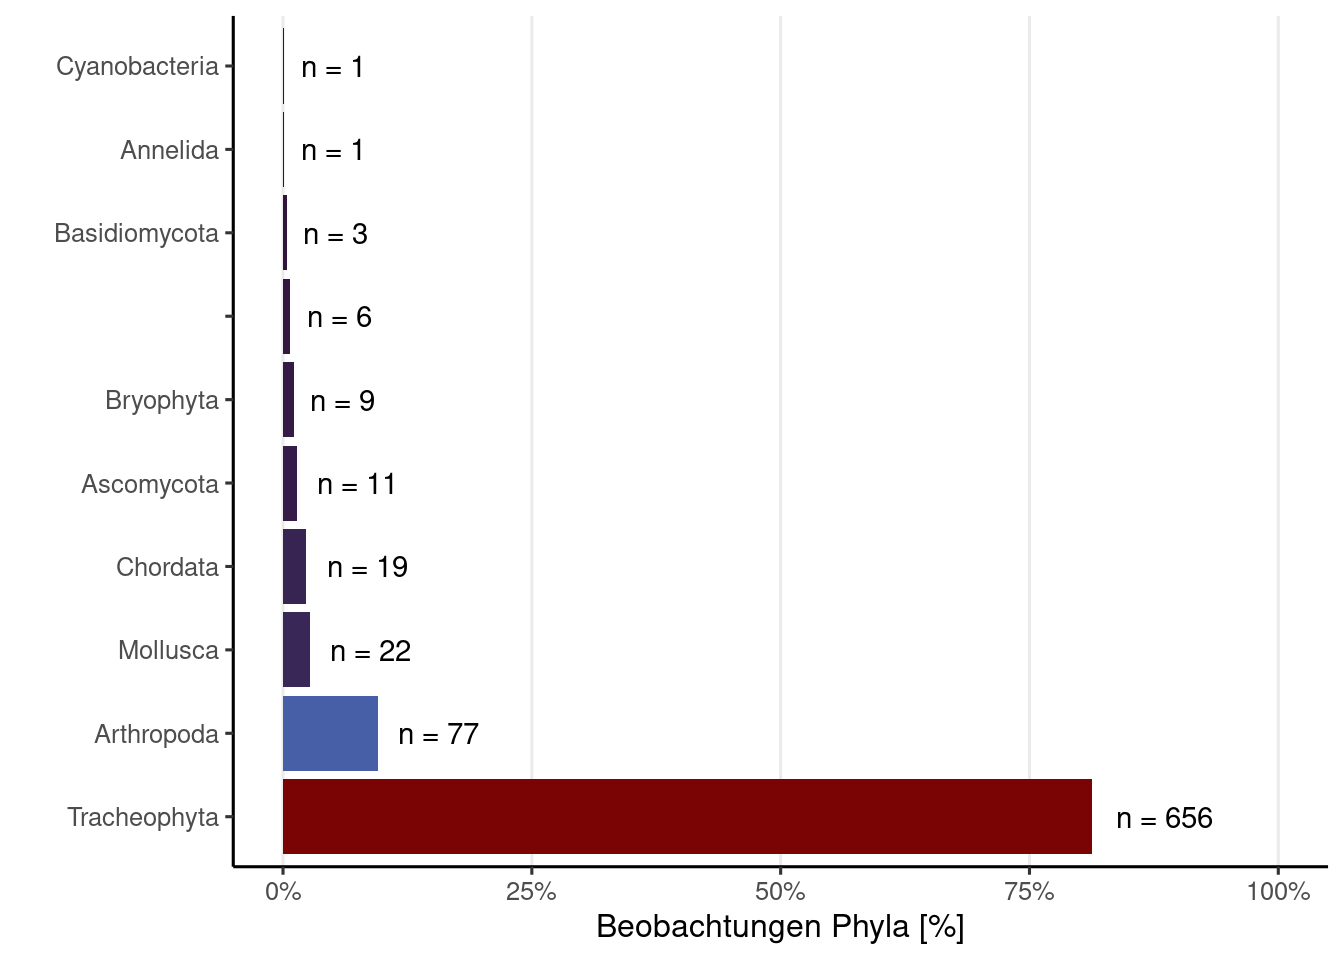 Cyanobacteria n = 1
Annelida n = 1
Basidiomycota n = 3
n = 6
Bryophyta n = 9
Ascomycota n = 11
Chordata n = 19
Mollusca n = 22
Arthropoda n = 77
Tracheophyta n = 656
0% 25% 50% 75% 100%
Beobachtungen Phyla [%]